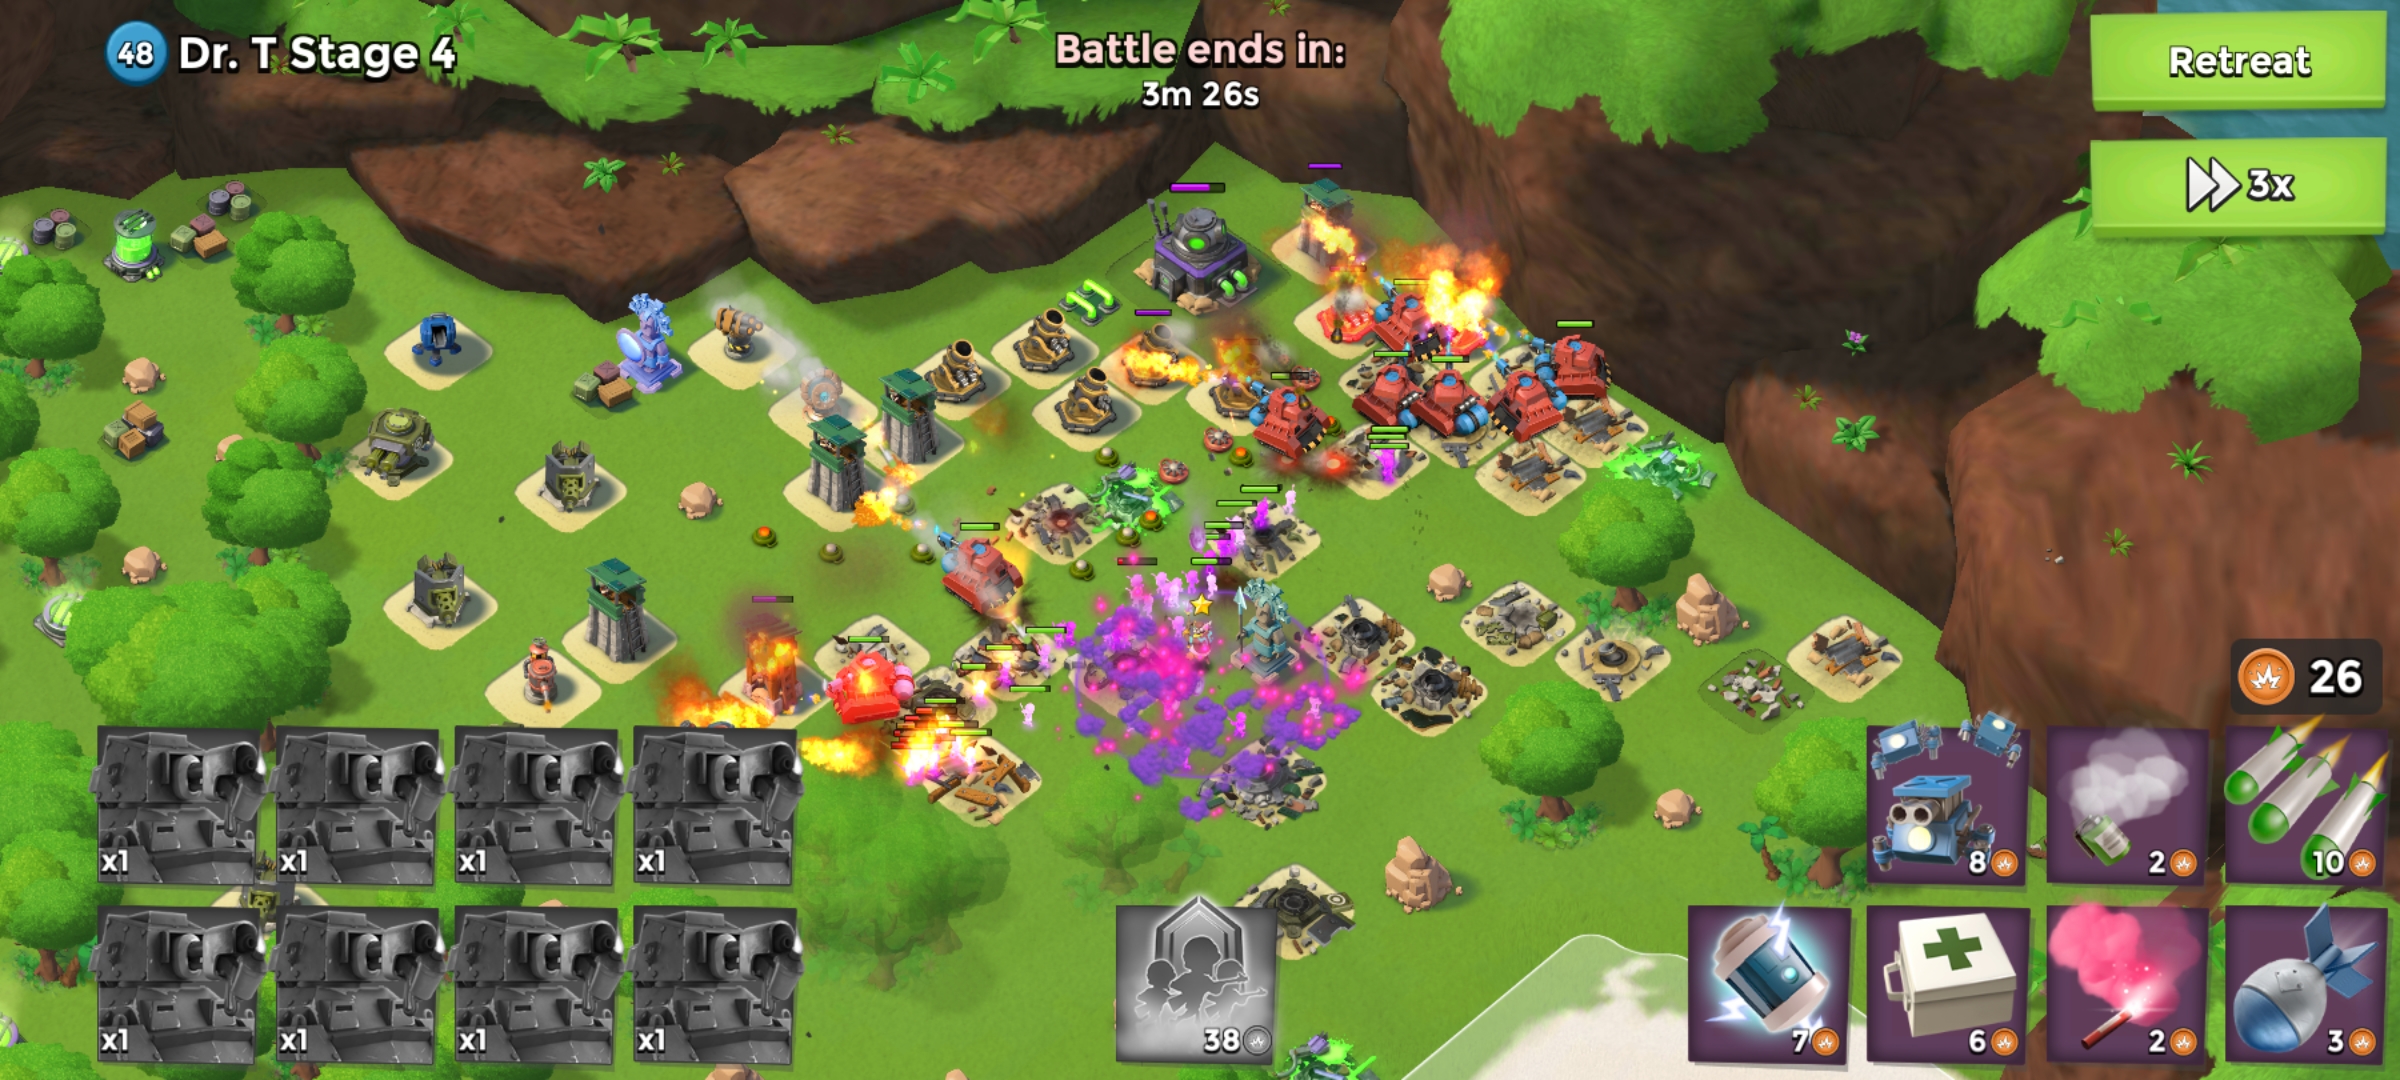 48 Dr. T Stage 4
Battle ends in:
3m 26s
Retreat
3x
26
8
2
10
x1
x1
x1
x1
x1
x1
x1
x1
38
7
6
2
3